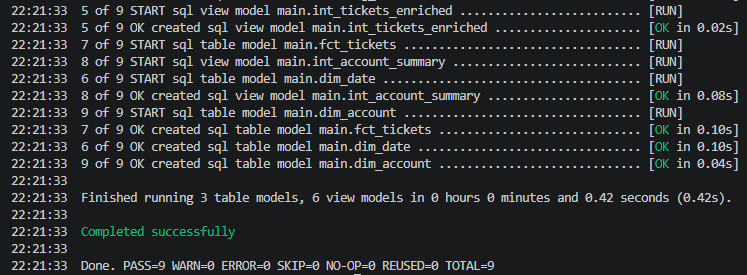 22:21:33  5 of 9 START sql view model main.int_tickets_enriched ........................... [RUN]
22:21:33  5 of 9 OK created sql view model main.int_tickets_enriched ...................... [OK in 0.02s]
22:21:33  7 of 9 START sql table model main.fct_tickets ................................... [RUN]
22:21:33  8 of 9 START sql view model main.int_account_summary ............................ [RUN]
22:21:33  6 of 9 START sql table model main.dim_date ...................................... [RUN]
22:21:33  8 of 9 OK created sql view model main.int_account_summary ....................... [OK in 0.08s]
22:21:33  9 of 9 START sql table model main.dim_account ................................... [RUN]
22:21:33  7 of 9 OK created sql table model main.fct_tickets .............................. [OK in 0.10s]
22:21:33  6 of 9 OK created sql table model main.dim_date ................................. [OK in 0.10s]
22:21:33  9 of 9 OK created sql table model main.dim_account .............................. [OK in 0.04s]
22:21:33
22:21:33  Finished running 3 table models, 6 view models in 0 hours 0 minutes and 0.42 seconds (0.42s).
22:21:33
22:21:33  Completed successfully
22:21:33
22:21:33  Done. PASS=9 WARN=0 ERROR=0 SKIP=0 NO-OP=0 REUSED=0 TOTAL=9